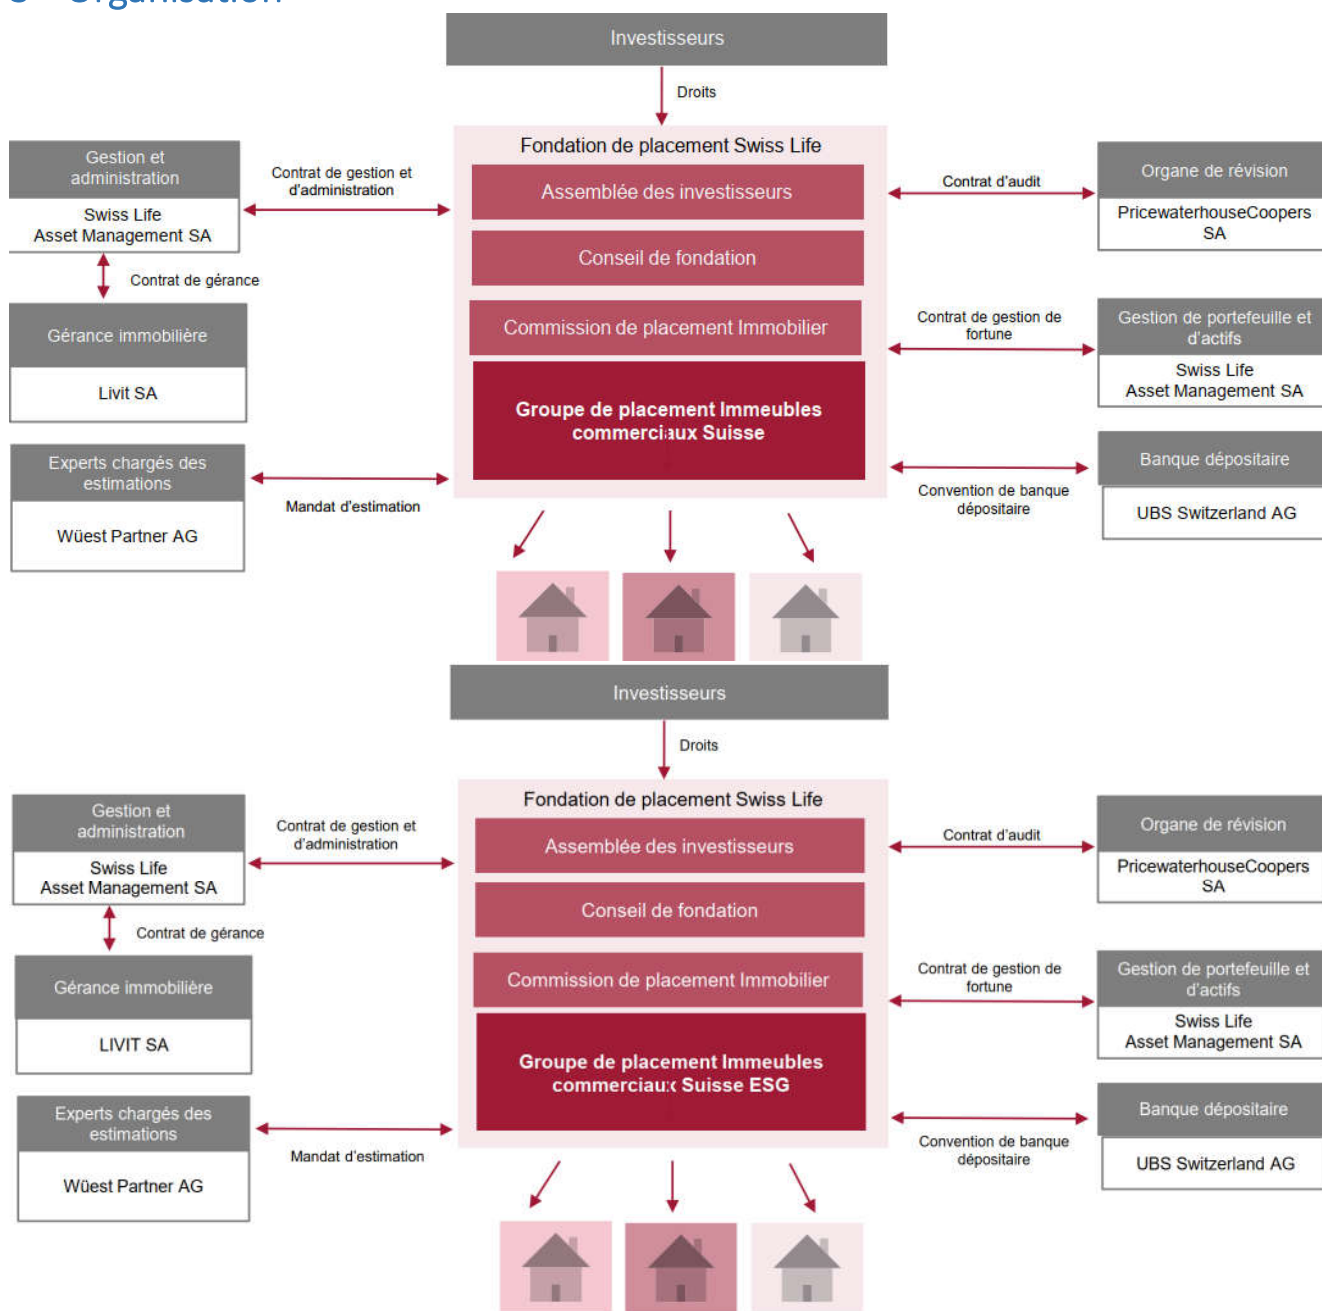 Organisation
Investisseurs
Droits
Fondation de placement Swiss Life
Assemblée des investisseurs
Conseil de fondation
Commission de placement Immobilier
Groupe de placement Immeubles
commerciaux Suisse
Gestion et
administration
Swiss Life
Asset Management SA
Contrat de gestion et
d'administration
Contrat de gérance
Gérance immobilière
Livit SA
Experts chargés des
estimations
Wüest Partner AG
Mandat d'estimation
Contrat d'audit
Organe de révision
PricewaterhouseCoopers
SA
Contrat de gestion de
fortune
Gestion de portefeuille et
d'actifs
Swiss Life
Asset Management SA
Convention de banque
dépositaire
Banque dépositaire
UBS Switzerland AG
Investisseurs
Droits
Fondation de placement Swiss Life
Assemblée des investisseurs
Conseil de fondation
Commission de placement Immobilier
Groupe de placement Immeubles
commerciaux Suisse ESG
Gestion et
administration
Swiss Life
Asset Management SA
Contrat de gestion et
d'administration
Contrat de gérance
Gérance immobilière
LIVIT SA
Experts chargés des
estimations
Wüest Partner AG
Mandat d'estimation
Contrat d'audit
Organe de révision
PricewaterhouseCoopers
SA
Contrat de gestion de
fortune
Gestion de portefeuille et
d'actifs
Swiss Life
Asset Management SA
Convention de banque
dépositaire
Banque dépositaire
UBS Switzerland AG